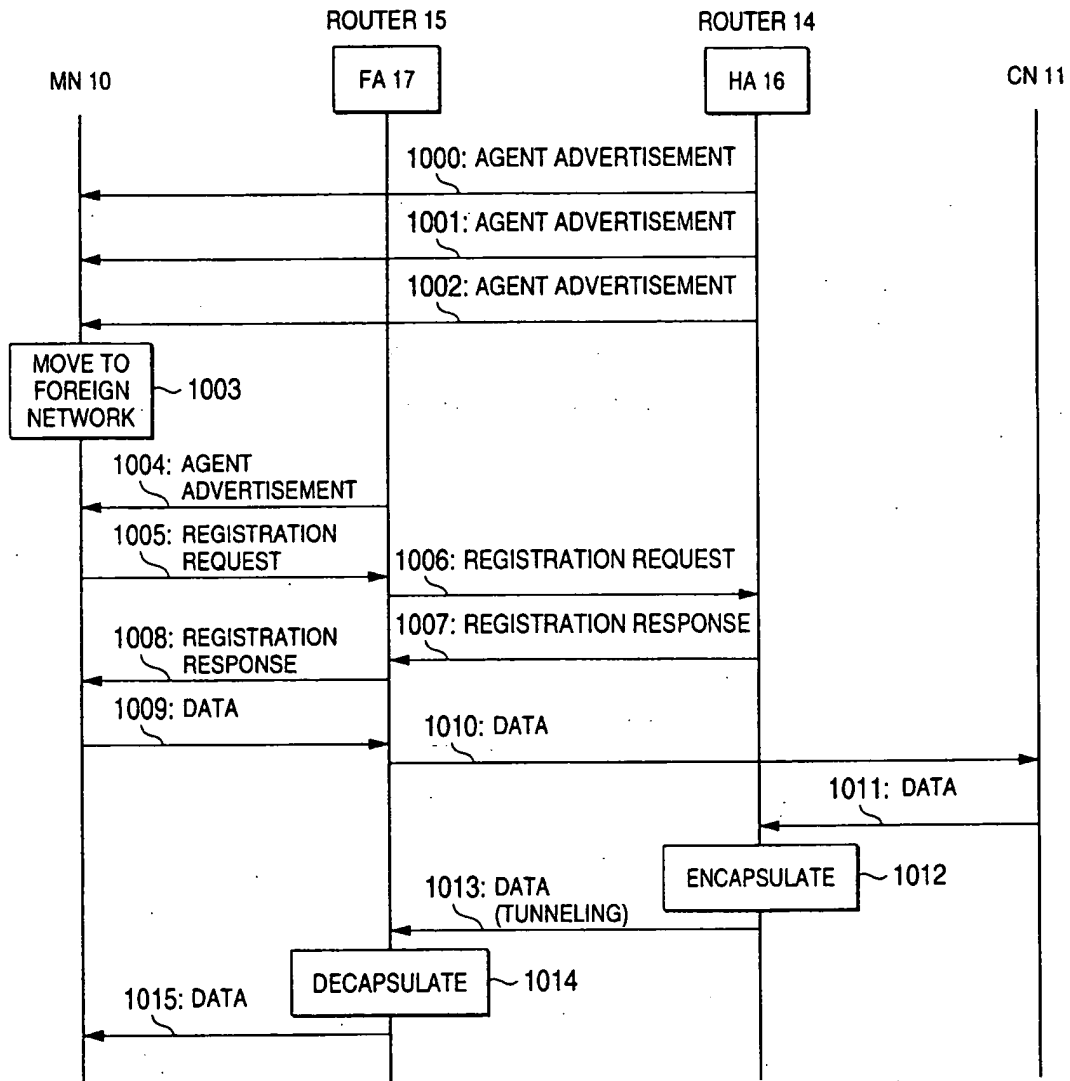 ROUTER 15
ROUTER 14
MN 10
FA 17
HA 16
CN 11
1000: AGENT ADVERTISEMENT
1001: AGENT ADVERTISEMENT
1002: AGENT ADVERTISEMENT
MOVE TO
FOREIGN
NETWORK
1003
1004: AGENT
ADVERTISEMENT
1005: REGISTRATION
REQUEST
1006: REGISTRATION REQUEST
1007: REGISTRATION RESPONSE
1008: REGISTRATION
RESPONSE
1009: DATA
1010: DATA
1011: DATA
ENCAPSULATE
1012
1013: DATA
(TUNNELING)
DECAPSULATE
1014
1015: DATA